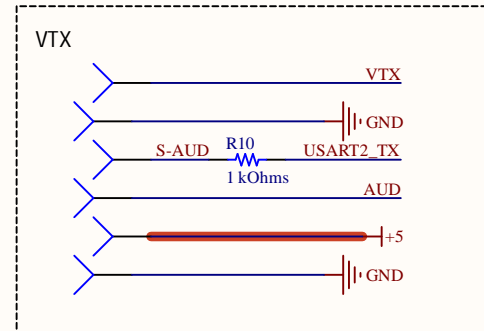 VTX
VTX
GND
R10
S-AUD USART2_TX
1 kOhms
AUD
+5
GND